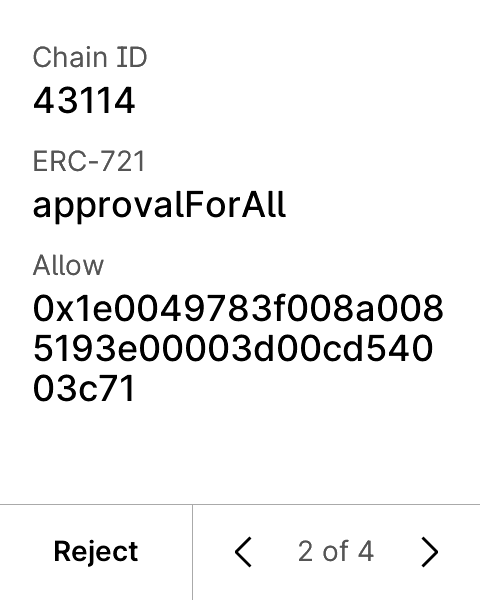 Chain ID
43114
ERC-721
approvalForAll
Allow
0x1e0049783f008a008
5193e00003d00cd540
03c71
Reject
2 of 4